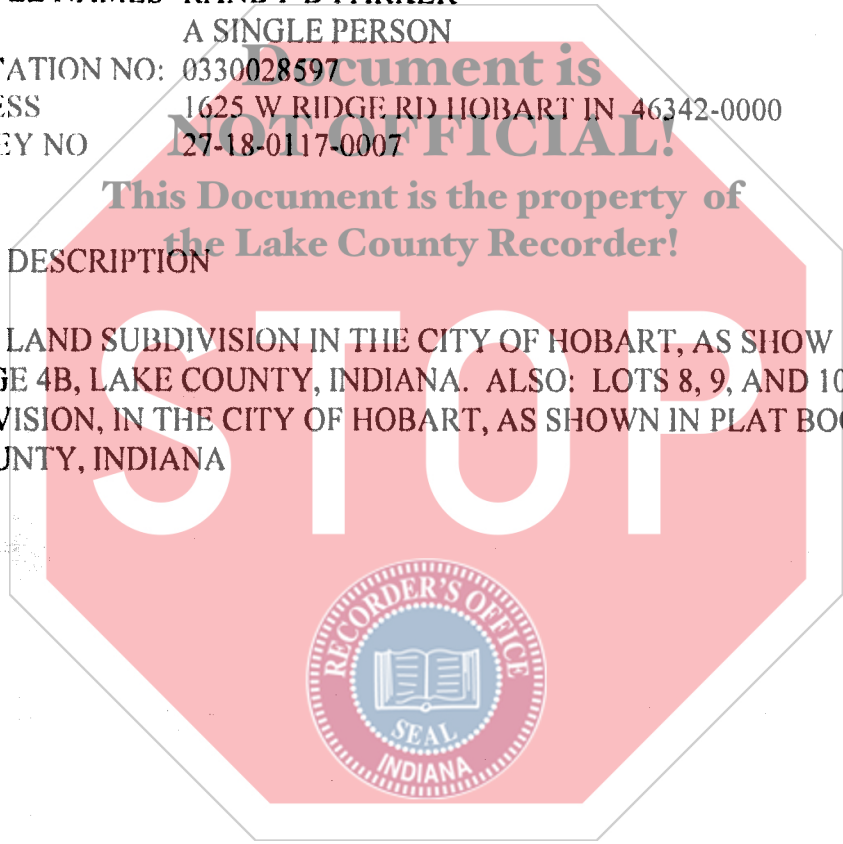 A SINGLE PERSON
Document is
TATION NO: 0330028597
ESS 1625 W RIDGE RD HOBART IN 46342-0000
NOT OFFICIAL!
EY NO 27-18-0117-0007
This Document is the property of
the Lake County Recorder!
DESCRIPTION
LAND SUBDIVISION IN THE CITY OF HOBART, AS SHOW
GE 4B, LAKE COUNTY, INDIANA. ALSO: LOTS 8, 9, AND 10
VISION, IN THE CITY OF HOBART, AS SHOWN IN PLAT BOO
UNTY, INDIANA
STOP
RECORDER'S OFFICE
SEAL
INDIANA